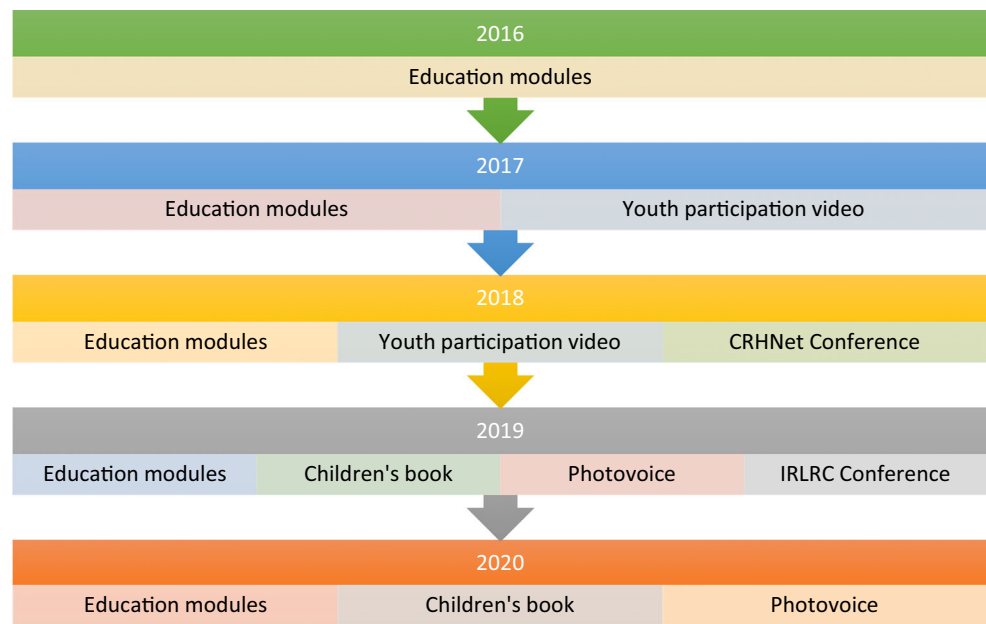 2016
Education modules
2017
Education modules Youth participation video
2018
Education modules Youth participation video CRHNet Conference
2019
Education modules Children's book Photovoice IRLRC Conference
2020
Education modules Children's book Photovoice